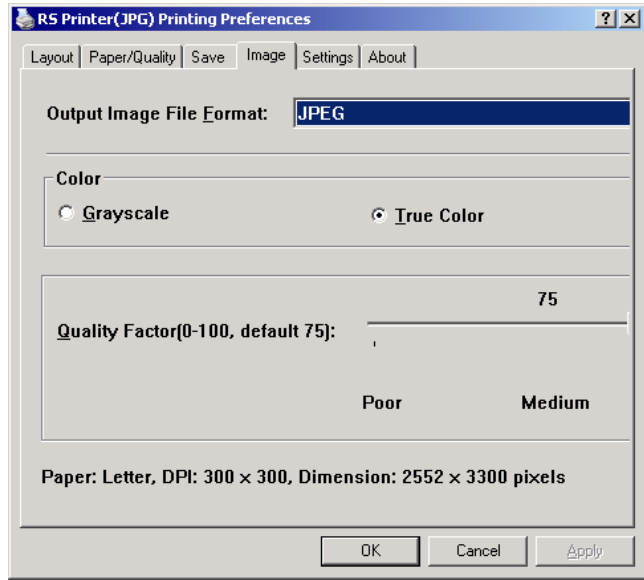 RS Printer(JPG) Printing Preferences
Layout Paper/Quality Save Image Settings About
Output Image File Format: JPEG
Color
Grayscale True Color
75
Quality Factor(0-100, default 75):
Poor Medium
Paper: Letter, DPI: 300 × 300, Dimension: 2552 × 3300 pixels
OK Cancel Apply